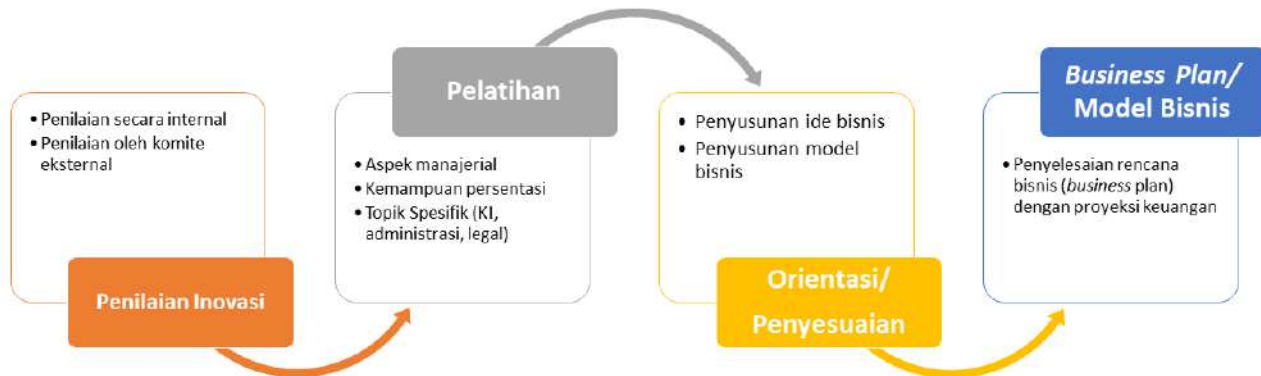 • Penilaian secara internal
• Penilaian oleh komite
eksternal
Penilaian Inovasi
Pelatihan
• Aspek manajerial
• Kemampuan persentasi
• Topik Spesifik (KI,
administrasi, legal)
• Penyusunan ide bisnis
• Penyusunan model
bisnis
Orientasi/
Penyesuaian
Business Plan/
Model Bisnis
• Penyelesaian rencana
bisnis (business plan)
dengan proyeksi keuangan